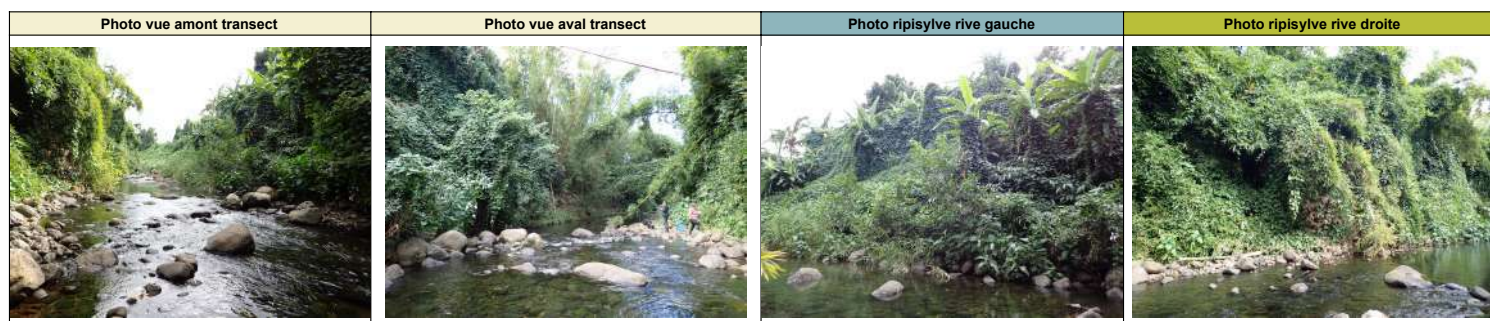 Photo vue amont transect
Photo vue aval transect
Photo ripisylve rive gauche
Photo ripisylve rive droite